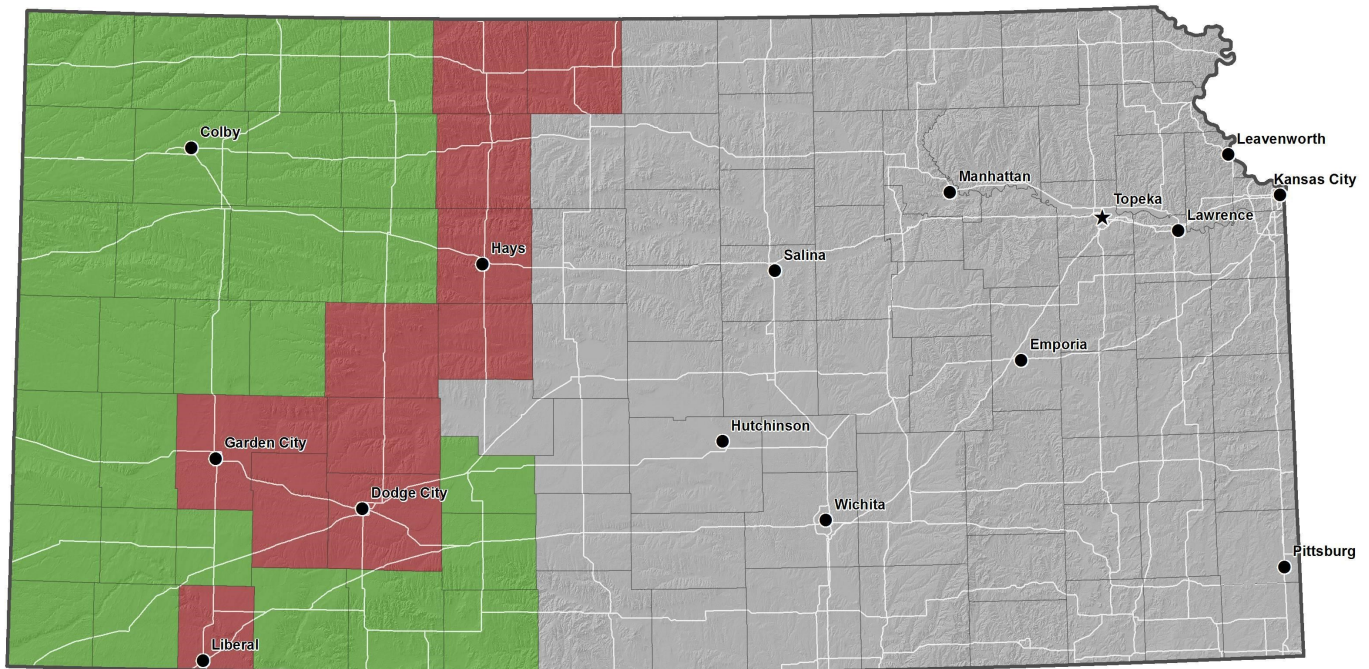 Colby
Leavenworth
Manhattan
Kansas City
Topeka
Lawrence
Hays
Salina
Emporia
Hutchinson
Garden City
Dodge City
Wichita
Pittsburg
Liberal